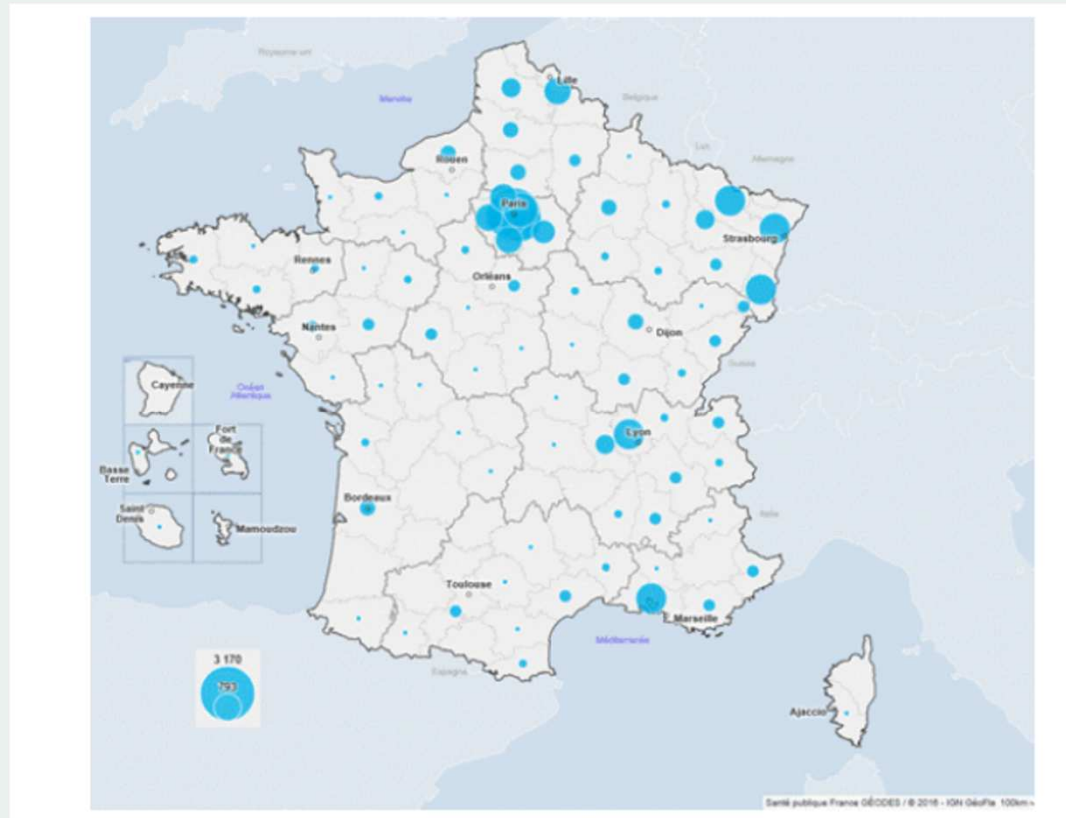 Royaume-uni
Lille
Manche
Belgique
Lux.
Allemagne
Rouen
Paris
Strasbourg
Rennes
Orléans
Nantes
Dijon
Suisse
Cayenne
Océan
Atlantique
Fort
de
France
Lyon
Basse
Terre
Bordeaux
Saint
Denis
Mamoudzou
Italie
Toulouse
Marseille
Méditerranée
Espagne
3 170
793
Ajaccio
Santé publique France GÉODES / © 2016 - IGN GéoFla 100km